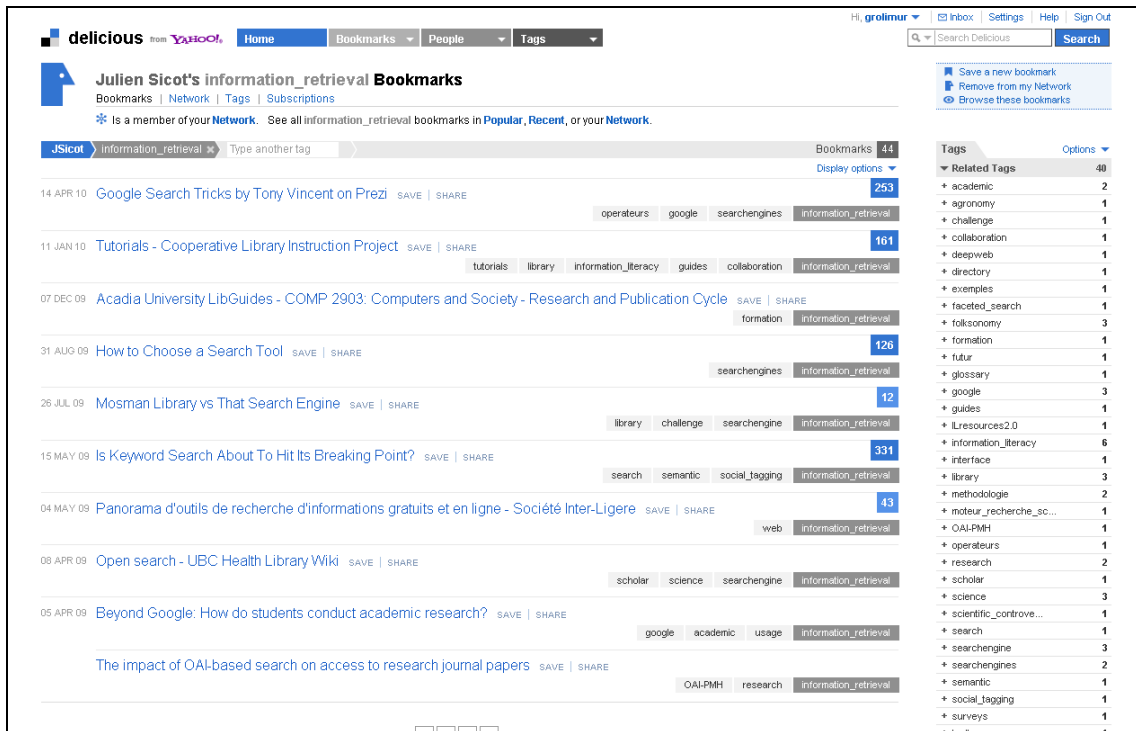 Hi, grolimur Inbox Settings Help Sign Out
delicious from YAHOO! Home Bookmarks People Tags Search Delicious Search
Julien Sicot's information_retrieval Bookmarks
Bookmarks | Network | Tags | Subscriptions
Is a member of your Network. See all information_retrieval bookmarks in Popular, Recent, or your Network.
Save a new bookmark
Remove from my Network
Browse these bookmarks
JSicot information_retrieval Type another tag Bookmarks 44
Display options
14 APR 10 Google Search Tricks by Tony Vincent on Prezi SAVE | SHARE 253
operateurs google searchengines information_retrieval
11 JAN 10 Tutorials - Cooperative Library Instruction Project SAVE | SHARE 161
tutorials library information_literacy guides collaboration information_retrieval
07 DEC 09 Acadia University LibGuides - COMP 2903: Computers and Society - Research and Publication Cycle SAVE | SHARE
formation information_retrieval
31 AUG 09 How to Choose a Search Tool SAVE | SHARE 126
searchengines information_retrieval
26 JUL 09 Mosman Library vs That Search Engine SAVE | SHARE 12
library challenge searchengine information_retrieval
15 MAY 09 Is Keyword Search About To Hit Its Breaking Point? SAVE | SHARE 331
search semantic social_tagging information_retrieval
04 MAY 09 Panorama d'outils de recherche d'informations gratuits et en ligne - Société Inter-Ligere SAVE | SHARE 43
web information_retrieval
08 APR 09 Open search - UBC Health Library Wiki SAVE | SHARE
scholar science searchengine information_retrieval
05 APR 09 Beyond Google: How do students conduct academic research? SAVE | SHARE
google academic usage information_retrieval
The impact of OAI-based search on access to research journal papers SAVE | SHARE
OAI-PMH research information_retrieval
Tags Options
Related Tags 40
+ academic 2
+ agronomy 1
+ challenge 1
+ collaboration 1
+ deepweb 1
+ directory 1
+ exemples 1
+ faceted_search 1
+ folksonomy 3
+ formation 1
+ futur 1
+ glossary 1
+ google 3
+ guides 1
+ ILresources2.0 1
+ information_literacy 6
+ interface 1
+ library 3
+ methodologie 2
+ moteur_recherche_sc... 1
+ OAI-PMH 1
+ operateurs 1
+ research 2
+ scholar 1
+ science 3
+ scientific_controve... 1
+ search 1
+ searchengine 3
+ searchengines 2
+ semantic 1
+ social_tagging 1
+ surveys 1